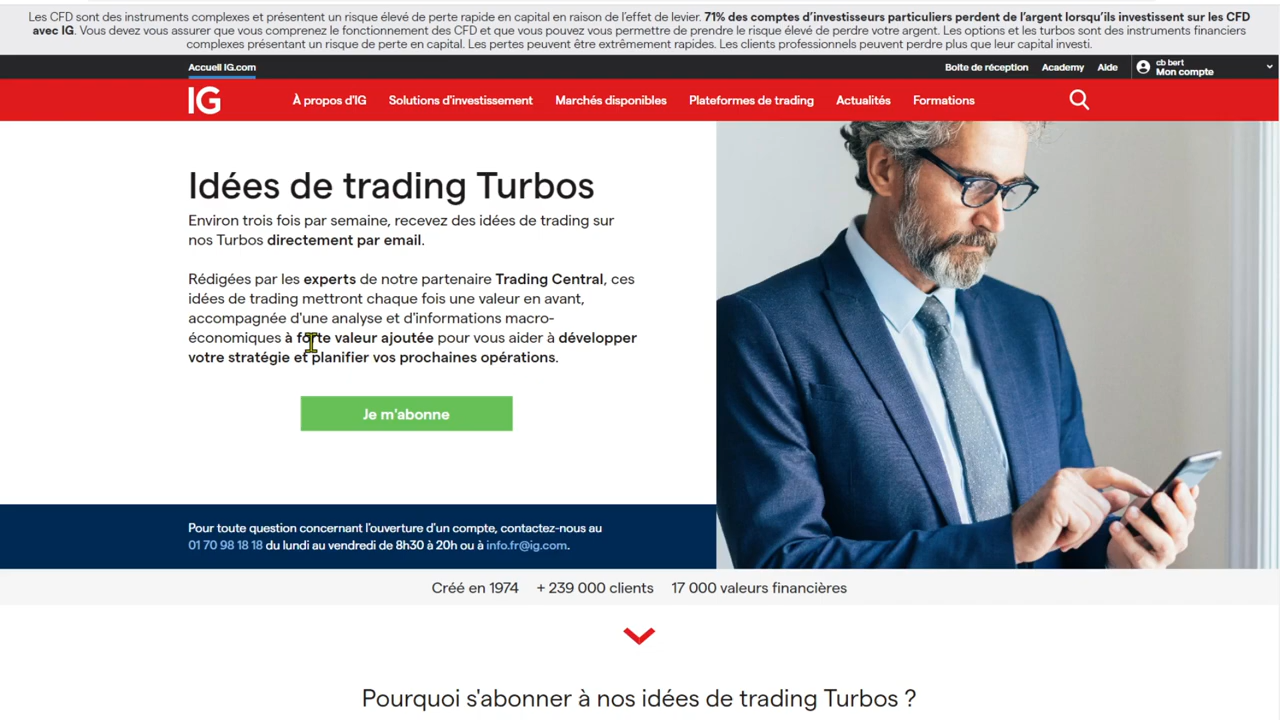 Les CFD sont des instruments complexes et présentent un risque élevé de perte rapide en capital en raison de l'effet de levier. 71% des comptes d'investisseurs particuliers perdent de l'argent lorsqu'ils investissent sur les CFD
avec IG. Vous devez vous assurer que vous comprenez le fonctionnement des CFD et que vous pouvez vous permettre de prendre le risque élevé de perdre votre argent. Les options et les turbos sont des instruments financiers
complexes présentant un risque de perte en capital. Les pertes peuvent être extrêmement rapides. Les clients professionnels peuvent perdre plus que leur capital investi.
Accueil IG.com
Boite de réception Academy Aide cb bert
Mon compte
IG À propos d'IG Solutions d'investissement Marchés disponibles Plateformes de trading Actualités Formations
Idées de trading Turbos
Environ trois fois par semaine, recevez des idées de trading sur
nos Turbos directement par email.
Rédigées par les experts de notre partenaire Trading Central, ces
idées de trading mettront chaque fois une valeur en avant,
accompagnée d'une analyse et d'informations macro-
économiques à forte valeur ajoutée pour vous aider à développer
votre stratégie et planifier vos prochaines opérations.
Je m'abonne
Pour toute question concernant l'ouverture d'un compte, contactez-nous au
01 70 98 18 18 du lundi au vendredi de 8h30 à 20h ou à info.fr@ig.com.
Créé en 1974 + 239 000 clients 17 000 valeurs financières
Pourquoi s'abonner à nos idées de trading Turbos ?